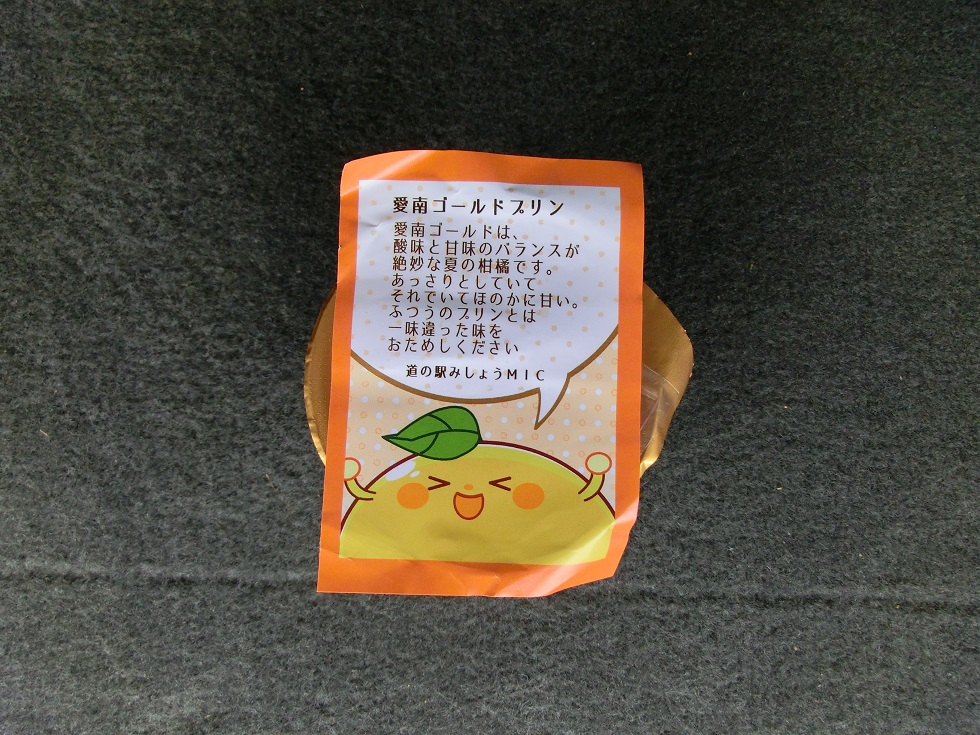 愛南ゴールドプリン
愛南ゴールドは、
酸味と甘味のバランスが
絶妙な夏の柑橘です。
あっさりとしていて
それでいてほのかに甘い。
ふつうのプリンとは
一味違った味を
おためしください
道の駅みしょうMIC